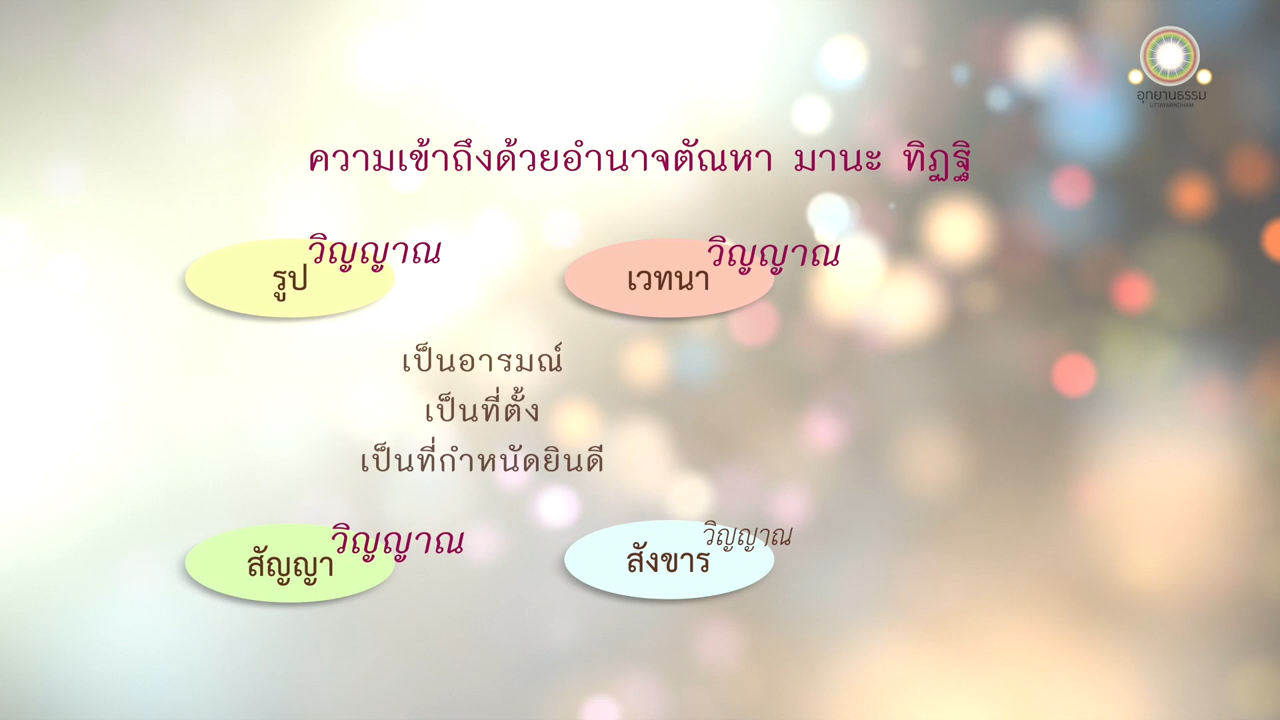 อุทยานธรรม
UTTAYARNDHAM
ความเข้าถึงด้วยอำนาจตัณหา มานะ ทิฏฐิ
วิญญาณ
รูป
วิญญาณ
เวทนา
เป็นอารมณ์
เป็นที่ตั้ง
เป็นที่กำหนัดยินดี
วิญญาณ
สัญญา
วิญญาณ
สังขาร